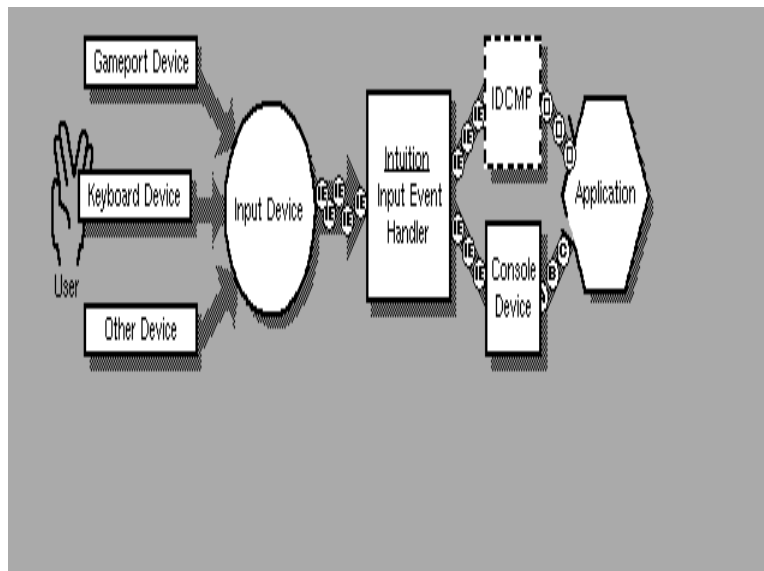 Gameport Device
Keyboard Device
User
Other Device
Input Device
IE
IE
IE
IE
IE
Intuition
Input Event
Handler
IE
IE
IE
IE
IE
IE
IDCMP
Console
Device
B
C
Application